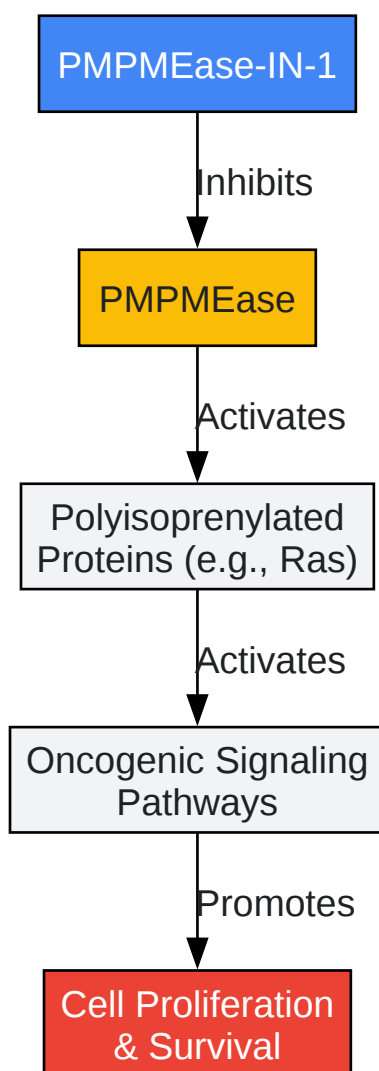 PMPMEase-IN-1
Inhibits
PMPMEase
Activates
Polyisoprenylated
Proteins (e.g., Ras)
Activates
Oncogenic Signaling
Pathways
Promotes
Cell Proliferation
& Survival